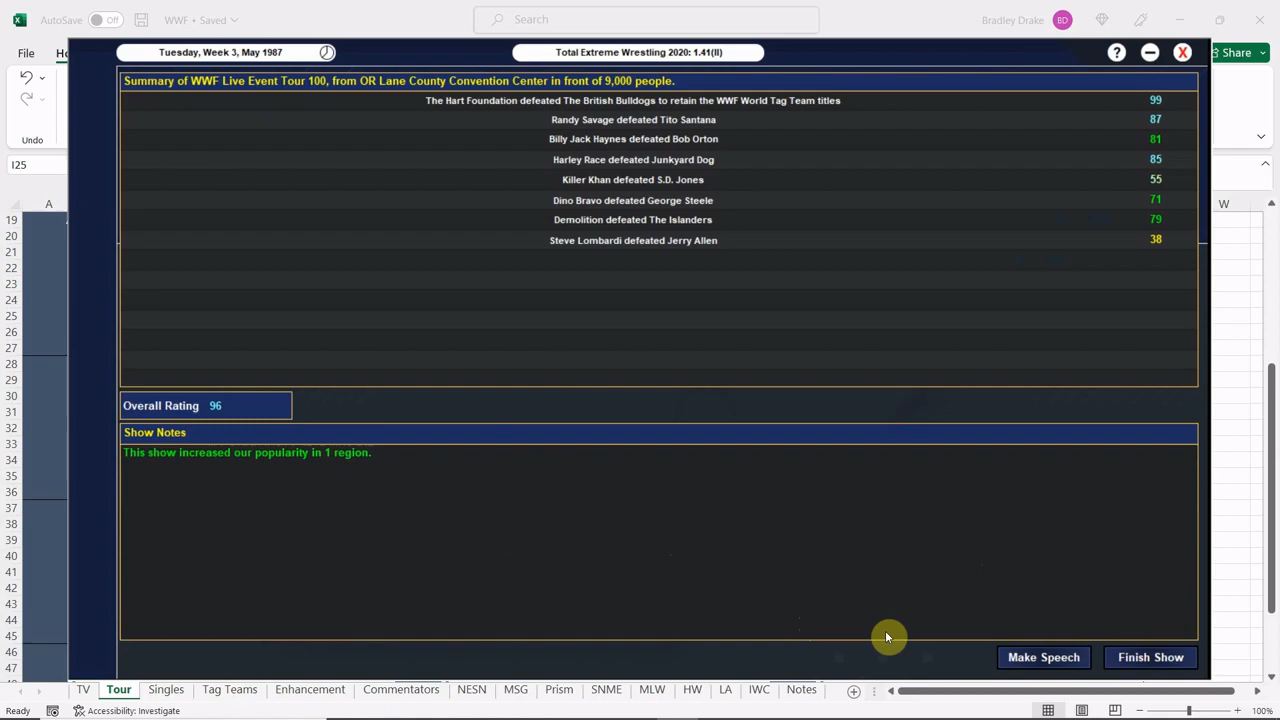 AutoSave Off WWF • Saved Search Bradley Drake BD
File Ho Share
Undo
I25
Tuesday, Week 3, May 1987
Total Extreme Wrestling 2020: 1.41(II)
? X
Summary of WWF Live Event Tour 100, from OR Lane County Convention Center in front of 9,000 people.
The Hart Foundation defeated The British Bulldogs to retain the WWF World Tag Team titles 99
Randy Savage defeated Tito Santana 87
Billy Jack Haynes defeated Bob Orton 81
Harley Race defeated Junkyard Dog 85
Killer Khan defeated S.D. Jones 55
Dino Bravo defeated George Steele 71
Demolition defeated The Islanders 79
Steve Lombardi defeated Jerry Allen 38
Overall Rating 96
Show Notes
This show increased our popularity in 1 region.
Make Speech Finish Show
A W
19
20
21
22
23
24
25
26
27
28
29
30
31
32
33
34
35
36
37
38
39
40
41
42
43
44
45
46
47
TV Tour Singles Tag Teams Enhancement Commentators NESN MSG Prism SNME MLW HW LA IWC Notes
Ready Accessibility: Investigate 100%